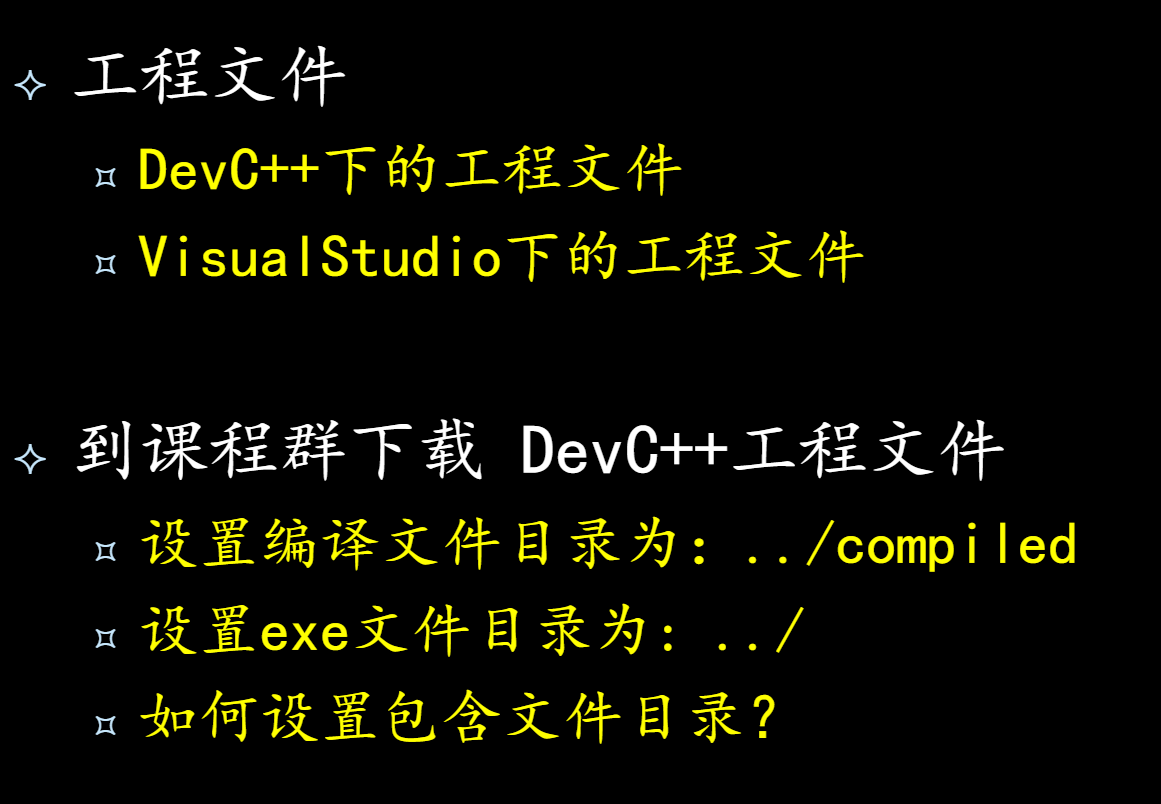 工程文件
DevC++下的工程文件
VisualStudio下的工程文件
到课程群下载 DevC++工程文件
设置编译文件目录为：../compiled
设置exe文件目录为：../
如何设置包含文件目录？